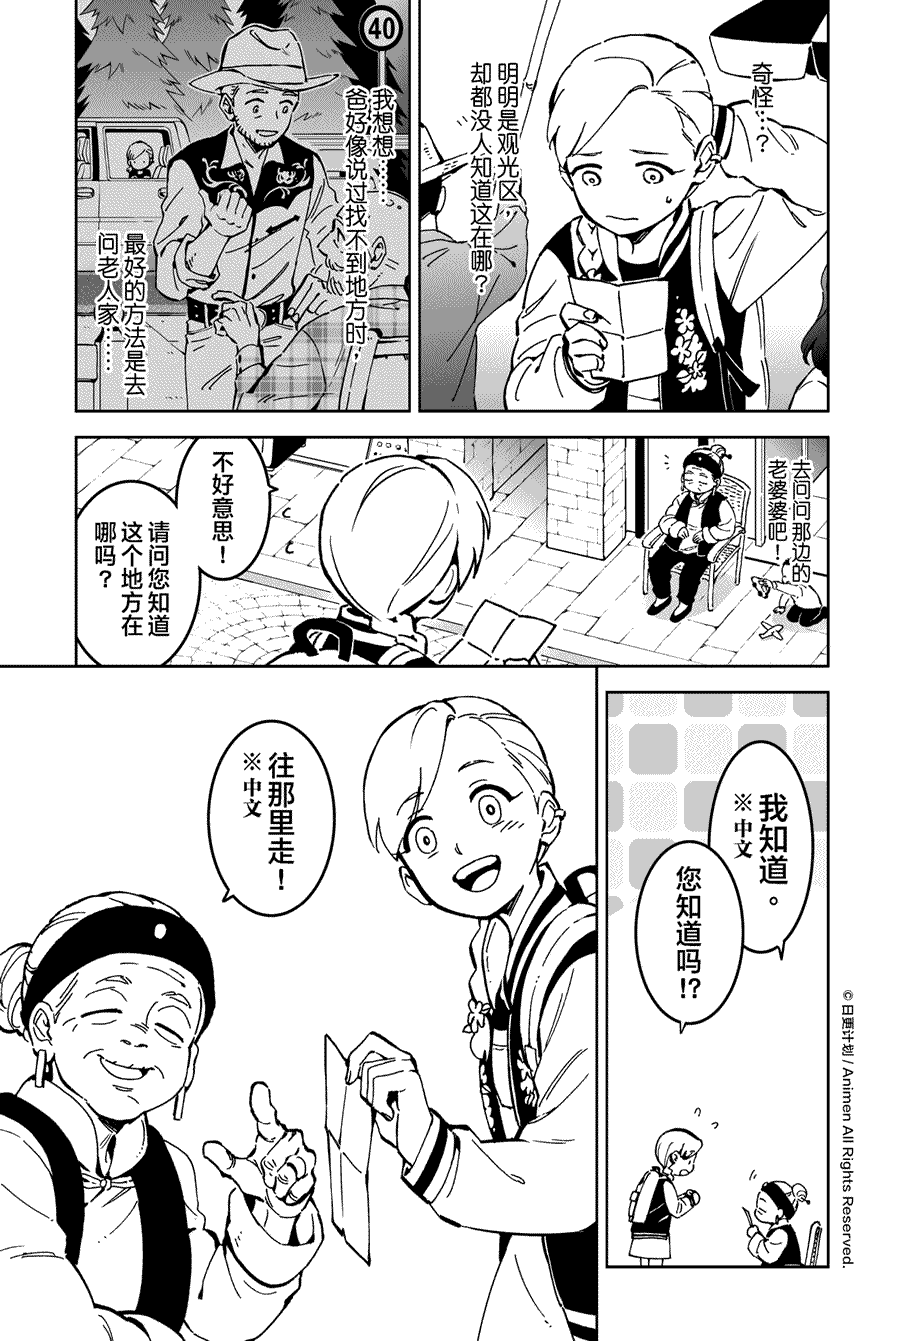 奇怪……？
明明是观光区，
却都没人知道这在哪？
40
我想想……
爸好像说过找不到地方时，
最好的方法是去
问老人家……
去问问那边的
老婆婆吧！
不好意思！
请问您知道
这个地方在
哪吗？
我知道。
※中文
您知道吗!?
往那里走！
※中文
© 日更计划 / Animen All Rights Reserved.